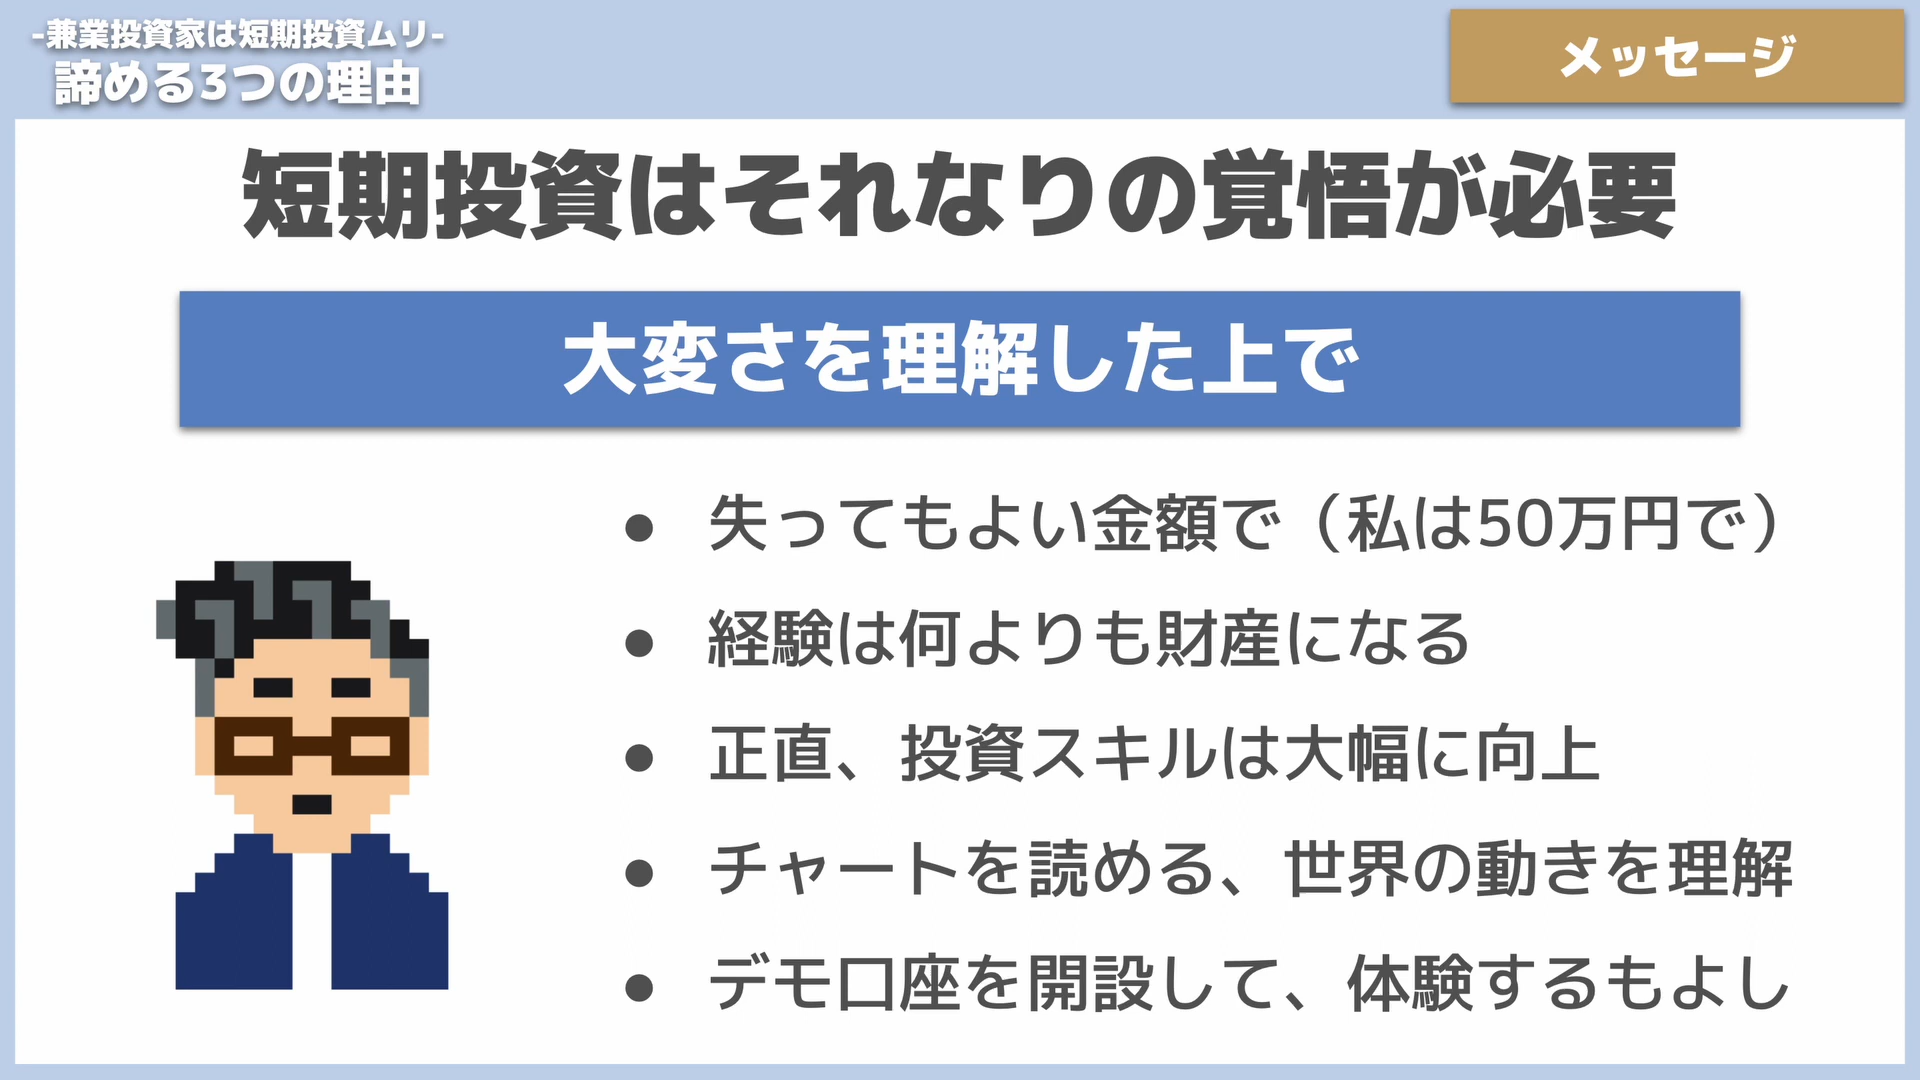 -兼業投資家は短期投資ムリ-
諦める3つの理由
メッセージ
短期投資はそれなりの覚悟が必要
大変さを理解した上で
● 失ってもよい金額で（私は50万円で）
● 経験は何よりも財産になる
● 正直、投資スキルは大幅に向上
● チャートを読める、世界の動きを理解
● デモ口座を開設して、体験するもよし